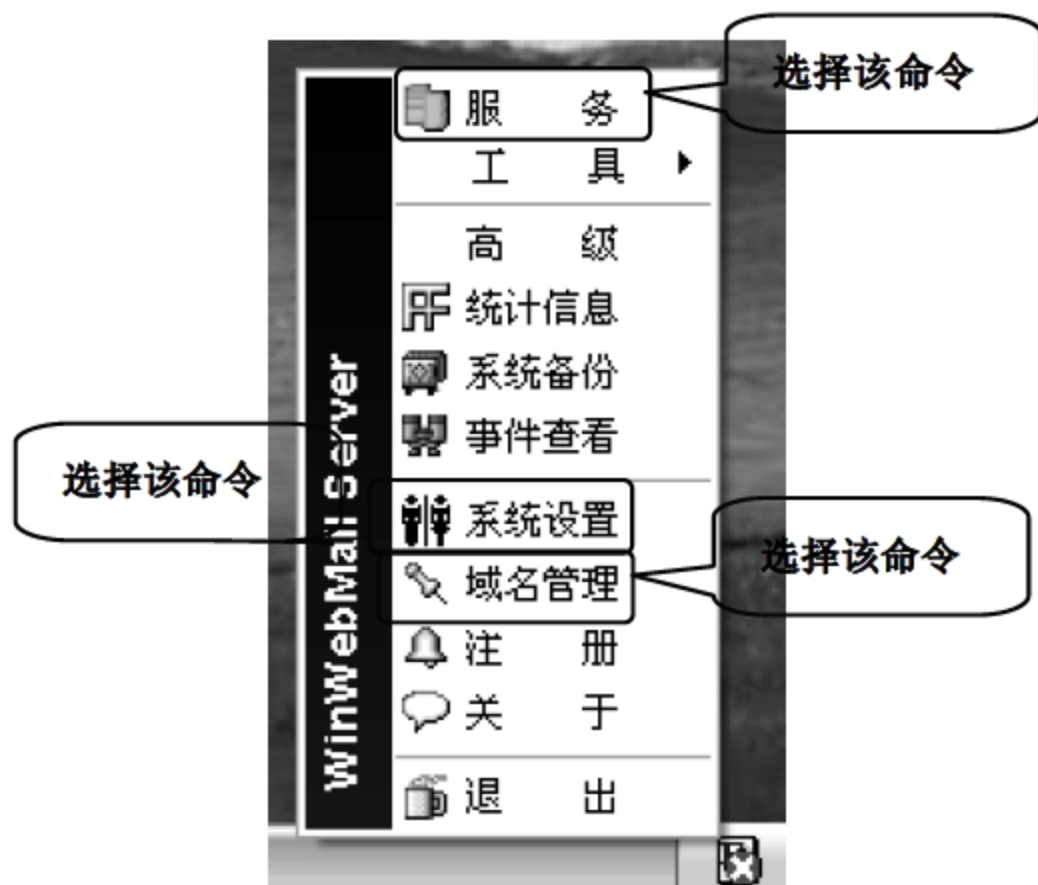 选择该命令
服 务
工 具
高 级
统计信息
系统备份
事件查看
选择该命令
系统设置
选择该命令
域名管理
注 册
关 于
退 出
WinWebMail Server